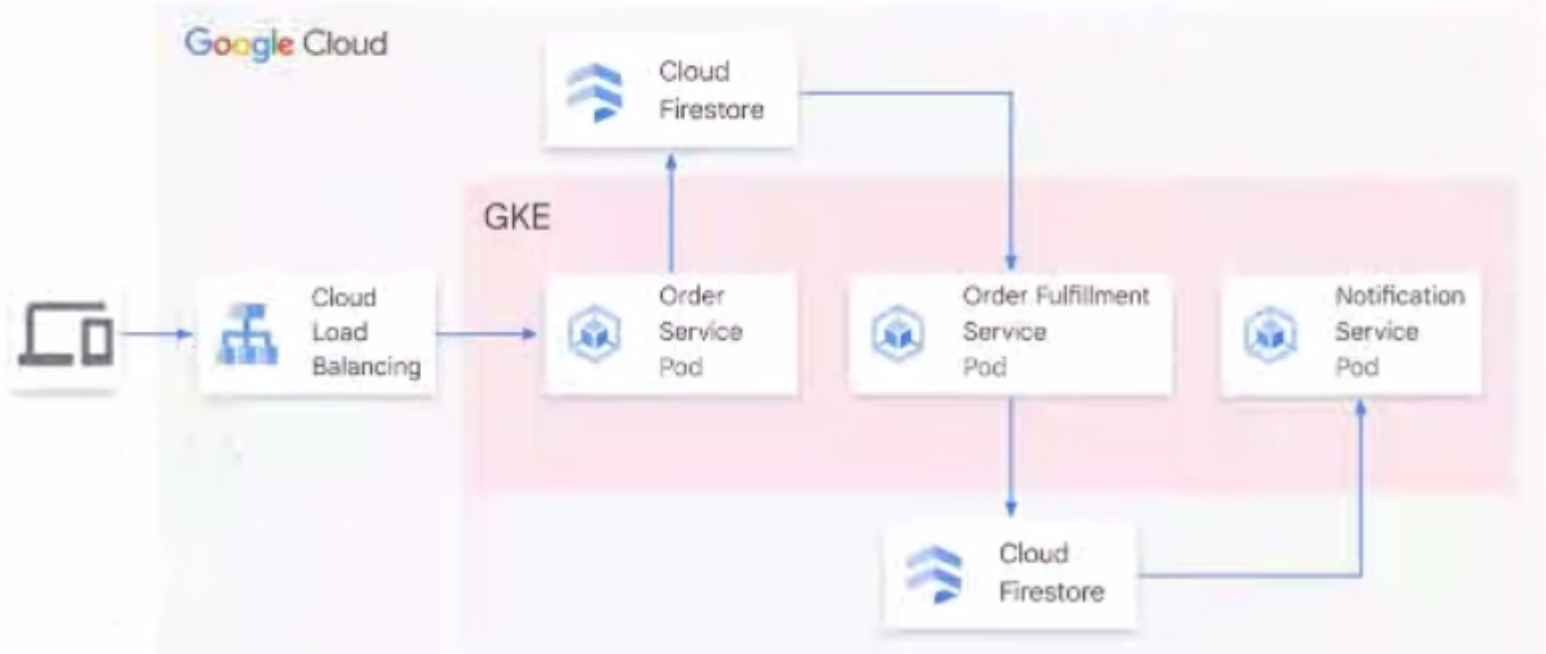 Google Cloud
Cloud
Firestore
GKE
Cloud
Load
Balancing
Order
Service
Pod
Order Fulfillment
Service
Pod
Notification
Service
Pod
Cloud
Firestore